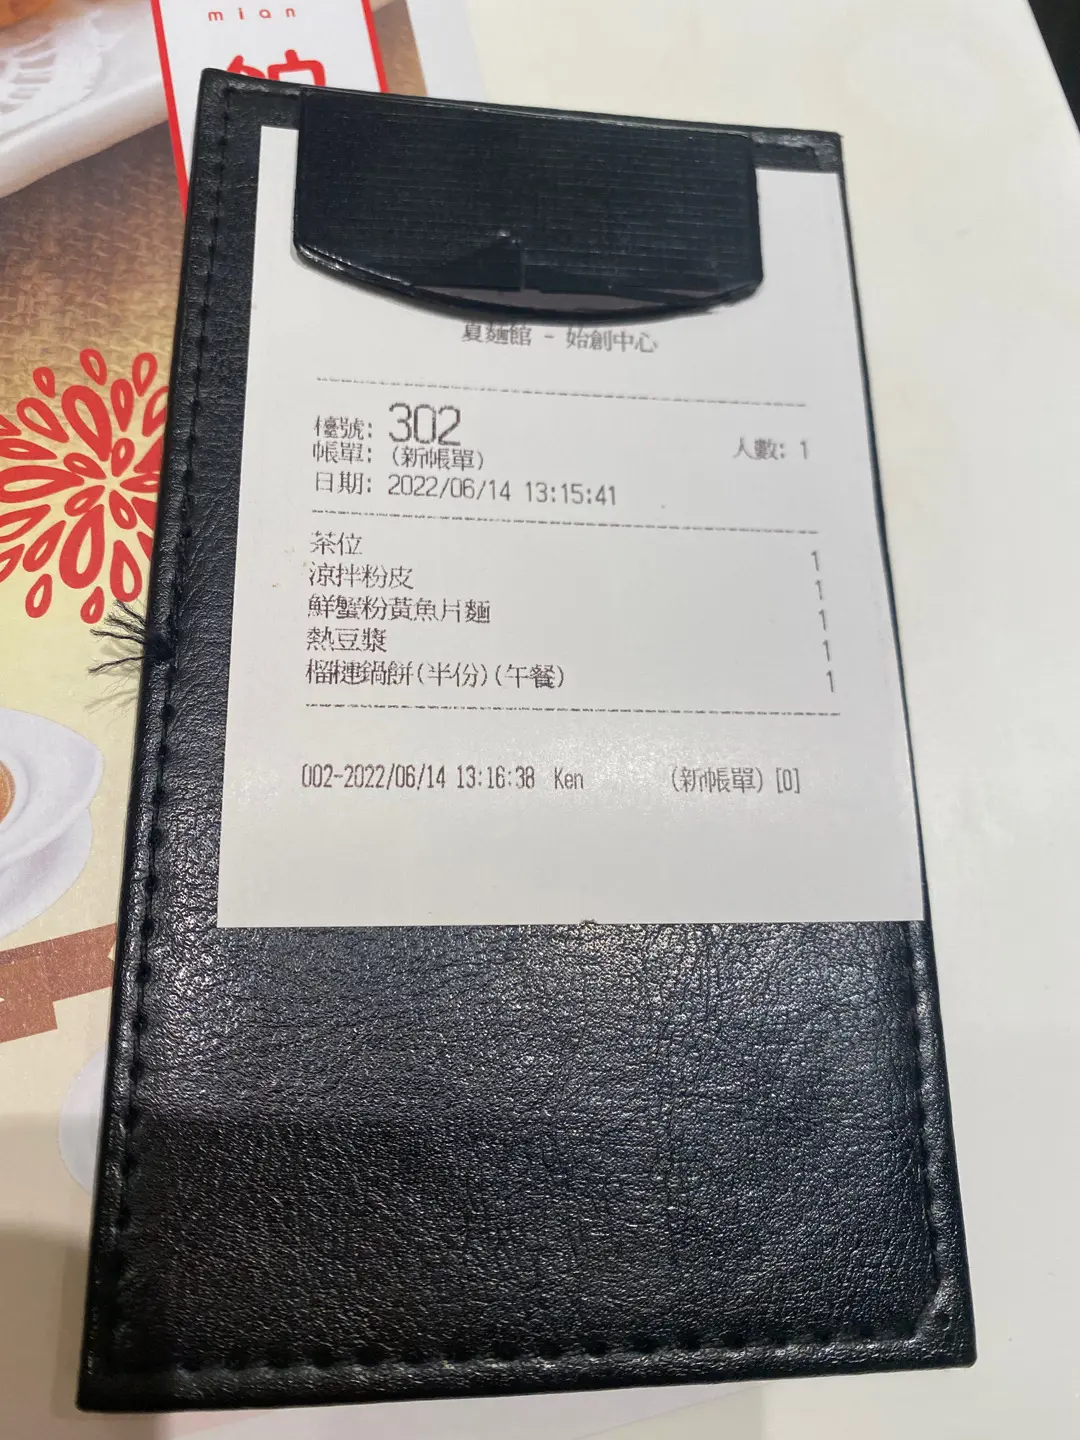 mian
館
夏麵館 - 始創中心
檯號: 302
人數: 1
帳單: (新帳單)
日期: 2022/06/14 13:15:41
茶位 1
涼拌粉皮 1
鮮蟹粉黃魚片麵 1
熱豆漿 1
榴槤鍋餅(半份)(午餐) 1
002-2022/06/14 13:16:38 Ken (新帳單) [0]